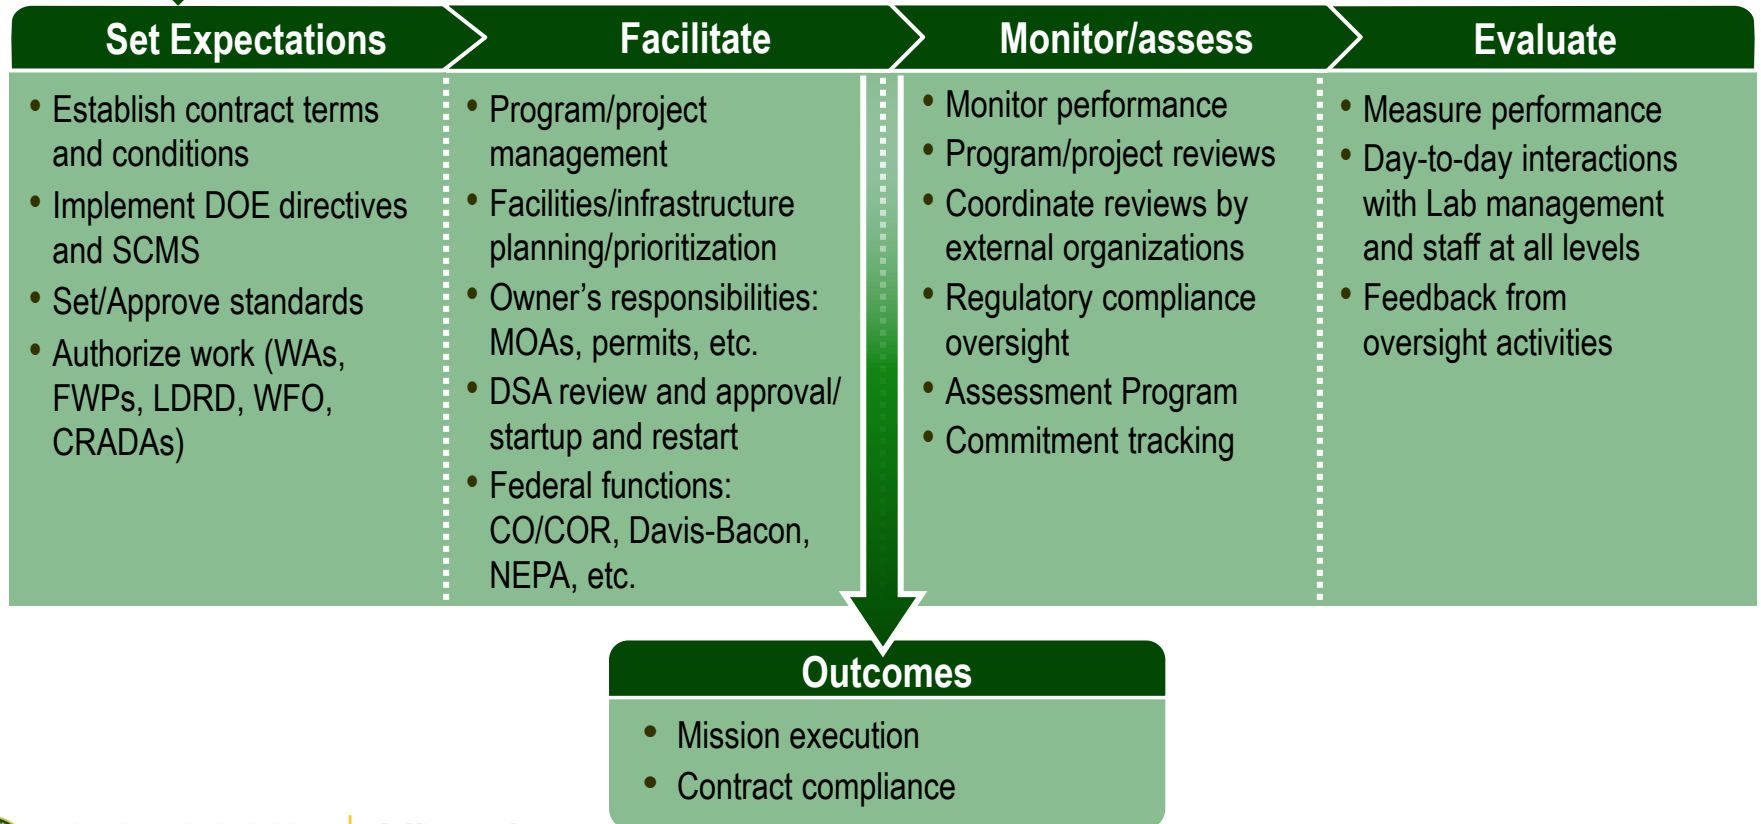 Set Expectations
Facilitate
Monitor/assess
Evaluate
• Establish contract terms
and conditions
• Implement DOE directives
and SCMS
• Set/Approve standards
• Authorize work (WAs,
FWPs, LDRD, WFO,
CRADAs)
• Program/project
management
• Facilities/infrastructure
planning/prioritization
• Owner’s responsibilities:
MOAs, permits, etc.
• DSA review and approval/
startup and restart
• Federal functions:
CO/COR, Davis-Bacon,
NEPA, etc.
• Monitor performance
• Program/project reviews
• Coordinate reviews by
external organizations
• Regulatory compliance
oversight
• Assessment Program
• Commitment tracking
• Measure performance
• Day-to-day interactions
with Lab management
and staff at all levels
• Feedback from
oversight activities
Outcomes
• Mission execution
• Contract compliance